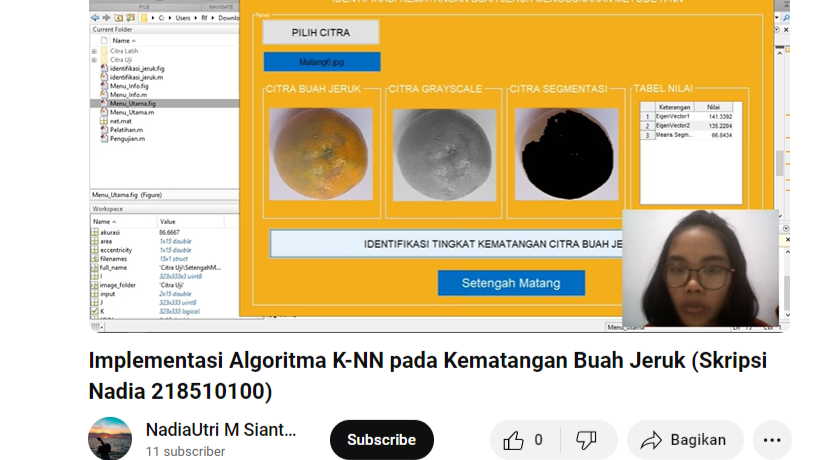 FILE
NAVIGATE
IDENTIFIKASI KEMATANGAN BUAH JERUK MENGGUNAKAN METODE K-NN
C: Users Rf Downlo
Current Folder
Name
Citra Latih
Citra Uji
identifikasi_jeruk.fig
identifikasi_jeruk.m
Menu_Info.fig
Menu_Info.m
Menu_Utama.fig
Menu_Utama.m
net.mat
Pelatihan.m
Pengujian.m
Menu_Utama.fig (Figure)
Workspace
Name Value
akurasi 86.6667
area 1x15 double
eccentricity 1x15 double
filenames 15x1 struct
full_name 'Citra Uji\SetengahM...
I 323x333x3 uint8
image_folder 'Citra Uji/'
input 2x15 double
J 323x333 uint8
K 323x333 logical
Panel
PILIH CITRA
Matang6.jpg
CITRA BUAH JERUK
CITRA GRAYSCALE
CITRA SEGMENTASI
TABEL NILAI
Keterangan Nilai
1 EigenVector1 141.3392
2 EigenVector2 135.2204
3 Means Segm... 66.8434
IDENTIFIKASI TINGKAT KEMATANGAN CITRA BUAH JE
Setengah Matang
Menu_Utama
Implementasi Algoritma K-NN pada Kematangan Buah Jeruk (Skripsi
Nadia 218510100)
NadiaUtri M Siant...
11 subscriber
Subscribe
0
Bagikan